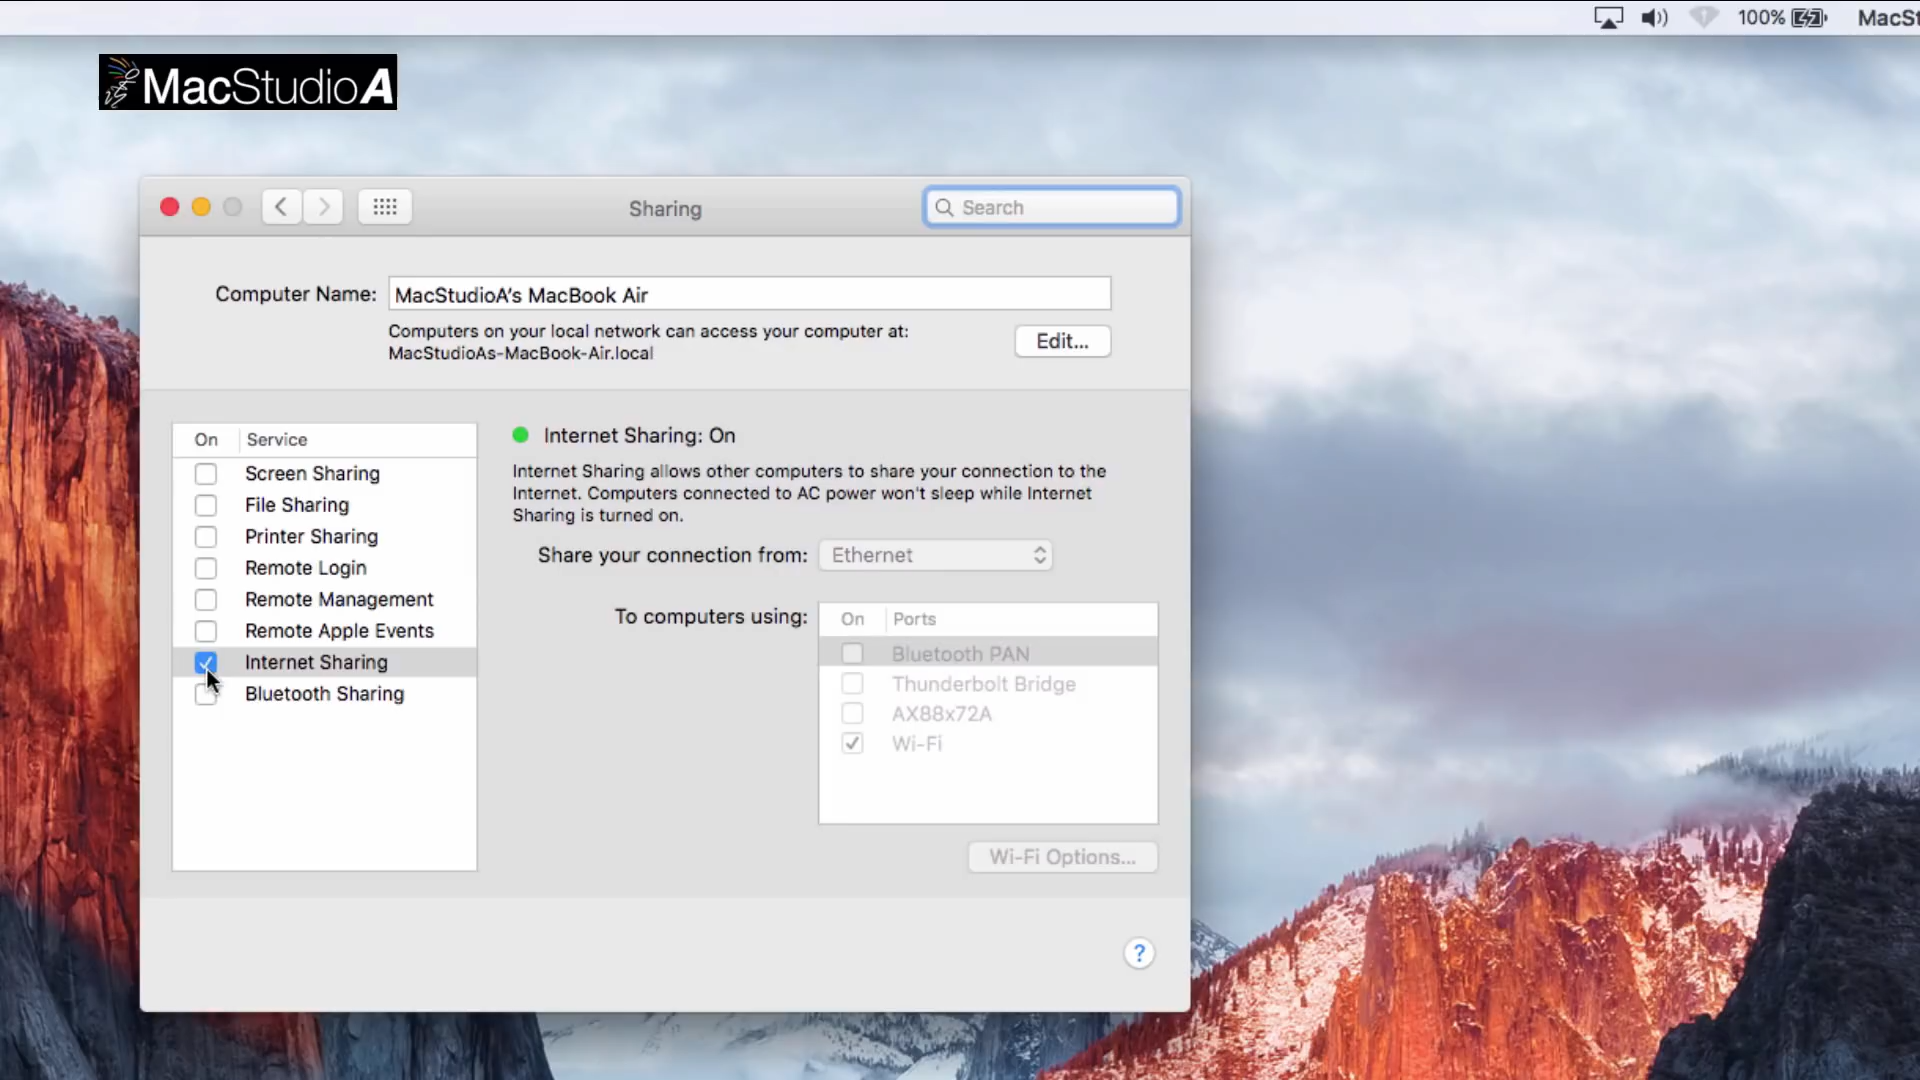 100%
MacSt
MacStudioA
Sharing
Search
Computer Name:
MacStudioA’s MacBook Air
Computers on your local network can access your computer at:
MacStudioAs-MacBook-Air.local
Edit...
On
Service
Screen Sharing
File Sharing
Printer Sharing
Remote Login
Remote Management
Remote Apple Events
Internet Sharing
Bluetooth Sharing
Internet Sharing: On
Internet Sharing allows other computers to share your connection to the
Internet. Computers connected to AC power won't sleep while Internet
Sharing is turned on.
Share your connection from:
Ethernet
To computers using:
On
Ports
Bluetooth PAN
Thunderbolt Bridge
AX88x72A
Wi-Fi
Wi-Fi Options...
?